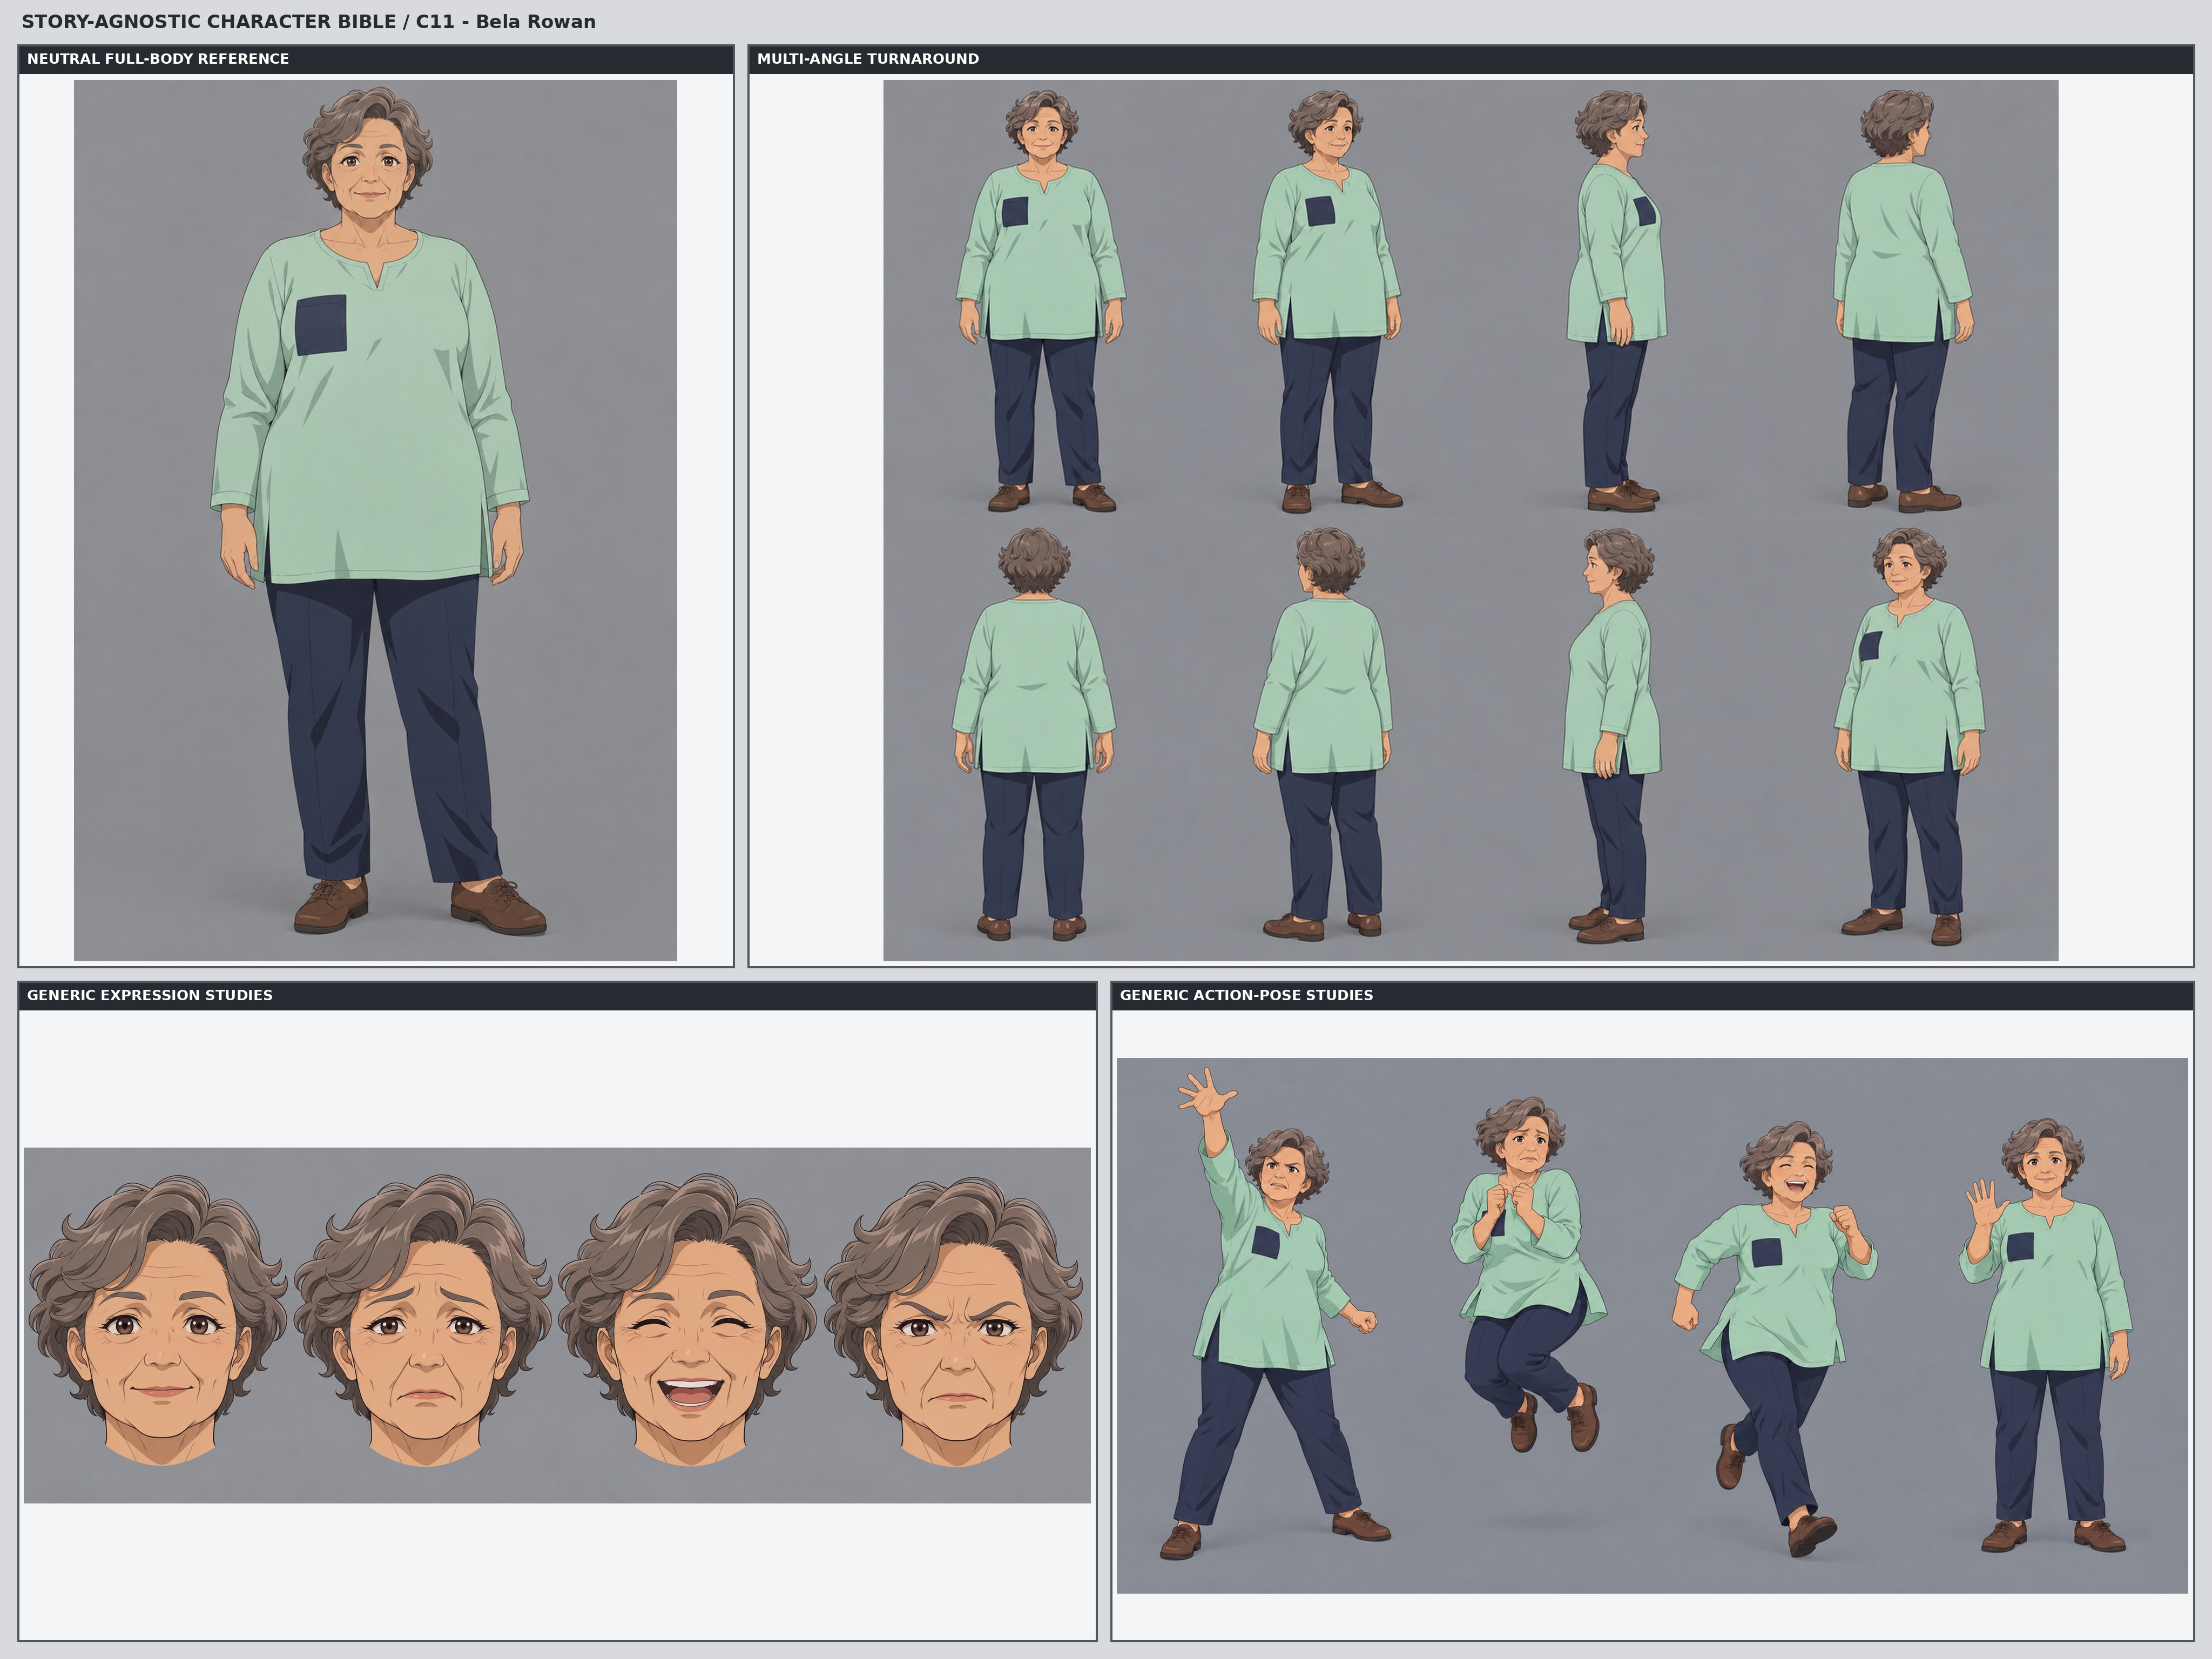 STORY-AGNOSTIC CHARACTER BIBLE / C11 - Bela Rowan
NEUTRAL FULL-BODY REFERENCE
MULTI-ANGLE TURNAROUND
GENERIC EXPRESSION STUDIES
GENERIC ACTION-POSE STUDIES